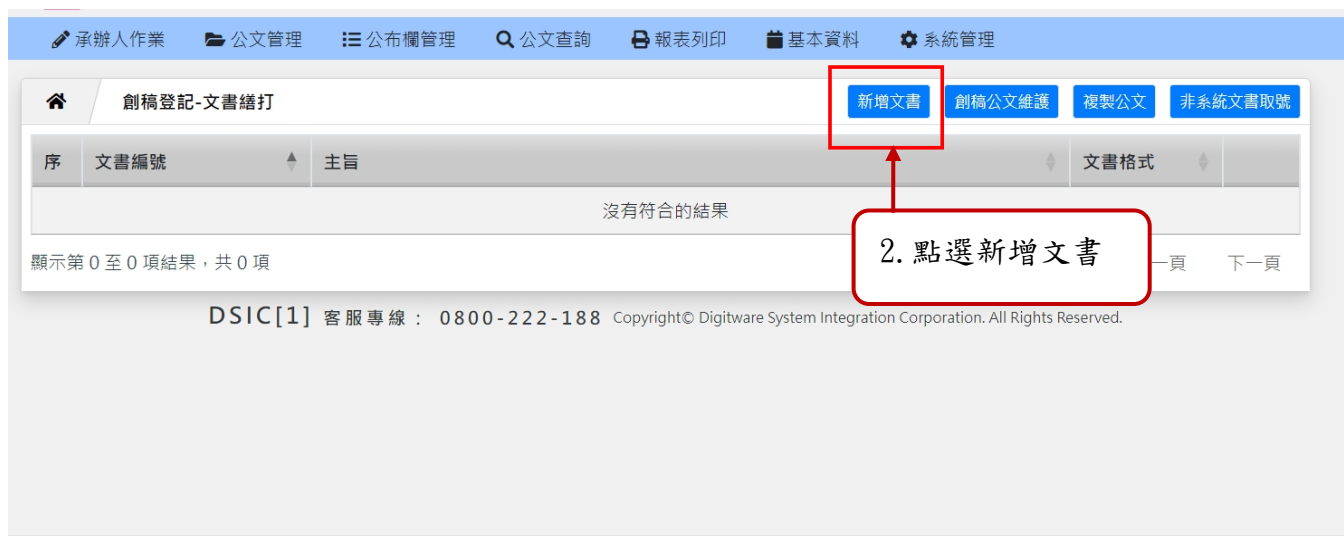 承辦人作業 公文管理 公布欄管理 公文查詢 報表列印 基本資料 系統管理
創稿登記-文書繕打 新增文書 創稿公文維護 複製公文 非系統文書取號
序 文書編號 主旨 文書格式
沒有符合的結果
2.點選新增文書
顯示第 0 至 0 項結果，共 0 項 一頁 下一頁
DSIC[1] 客服專線： 0800-222-188 Copyright© Digitware System Integration Corporation. All Rights Reserved.